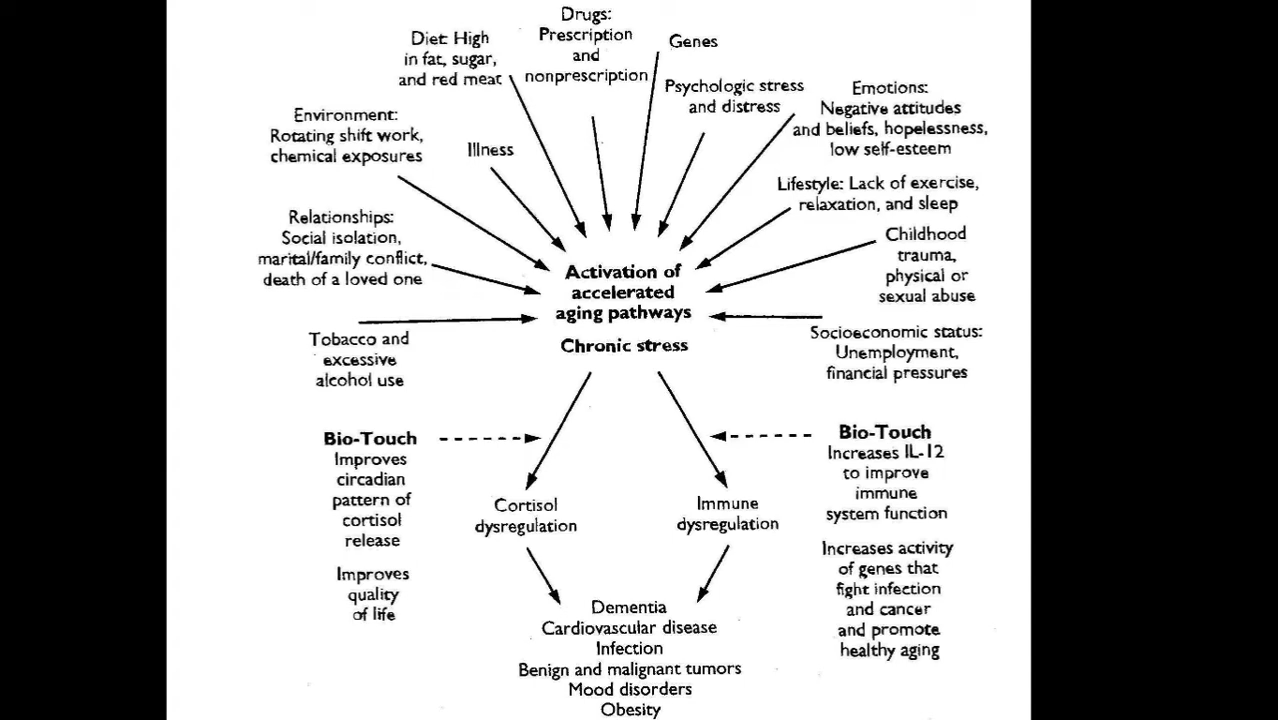 Drugs:
Prescription
and
nonprescription
Diet: High
in fat, sugar,
and red meat
Genes
Psychologic stress
and distress
Emotions:
Negative attitudes
and beliefs, hopelessness,
low self-esteem
Environment:
Rotating shift work,
chemical exposures
Illness
Lifestyle: Lack of exercise,
relaxation, and sleep
Relationships:
Social isolation,
marital/family conflict,
death of a loved one
Childhood
trauma,
physical or
sexual abuse
Activation of
accelerated
aging pathways
Chronic stress
Tobacco and
excessive
alcohol use
Socioeconomic status:
Unemployment,
financial pressures
Bio-Touch
Improves
circadian
pattern of
cortisol
release
Improves
quality
of life
Cortisol
dysregulation
Immune
dysregulation
Bio-Touch
Increases IL-12
to improve
immune
system function
Increases activity
of genes that
fight infection
and cancer
and promote
healthy aging
Dementia
Cardiovascular disease
Infection
Benign and malignant tumors
Mood disorders
Obesity